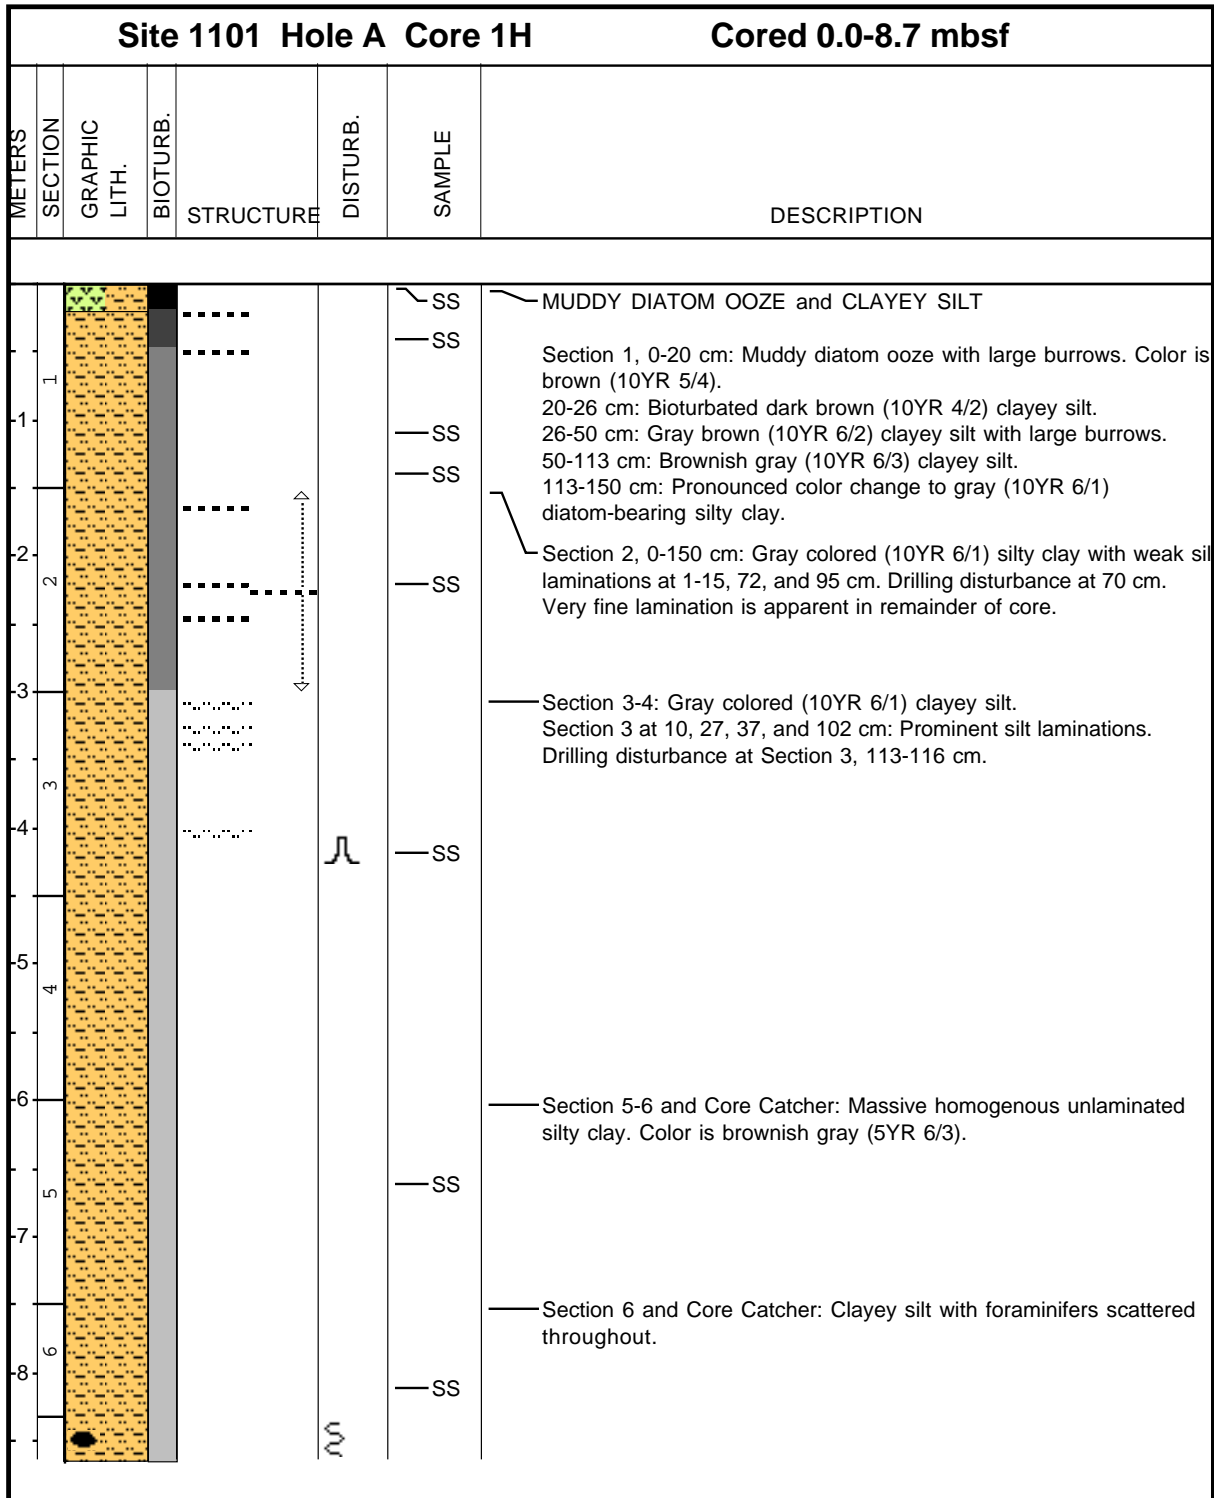 Site 1101 Hole A Core 1H Cored 0.0-8.7 mbsf
METERS
SECTION
GRAPHIC
LITH.
BIOTURB.
STRUCTURE
DISTURB.
SAMPLE
DESCRIPTION
SS
MUDDY DIATOM OOZE and CLAYEY SILT
SS
Section 1, 0-20 cm: Muddy diatom ooze with large burrows. Color is
brown (10YR 5/4).
1
20-26 cm: Bioturbated dark brown (10YR 4/2) clayey silt.
1
26-50 cm: Gray brown (10YR 6/2) clayey silt with large burrows.
SS
50-113 cm: Brownish gray (10YR 6/3) clayey silt.
SS
113-150 cm: Pronounced color change to gray (10YR 6/1)
diatom-bearing silty clay.
2
Section 2, 0-150 cm: Gray colored (10YR 6/1) silty clay with weak sil
2
SS
laminations at 1-15, 72, and 95 cm. Drilling disturbance at 70 cm.
Very fine lamination is apparent in remainder of core.
3
Section 3-4: Gray colored (10YR 6/1) clayey silt.
Section 3 at 10, 27, 37, and 102 cm: Prominent silt laminations.
Drilling disturbance at Section 3, 113-116 cm.
3
4
SS
5
4
6
Section 5-6 and Core Catcher: Massive homogenous unlaminated
silty clay. Color is brownish gray (5YR 6/3).
5
SS
7
Section 6 and Core Catcher: Clayey silt with foraminifers scattered
throughout.
6
8
SS